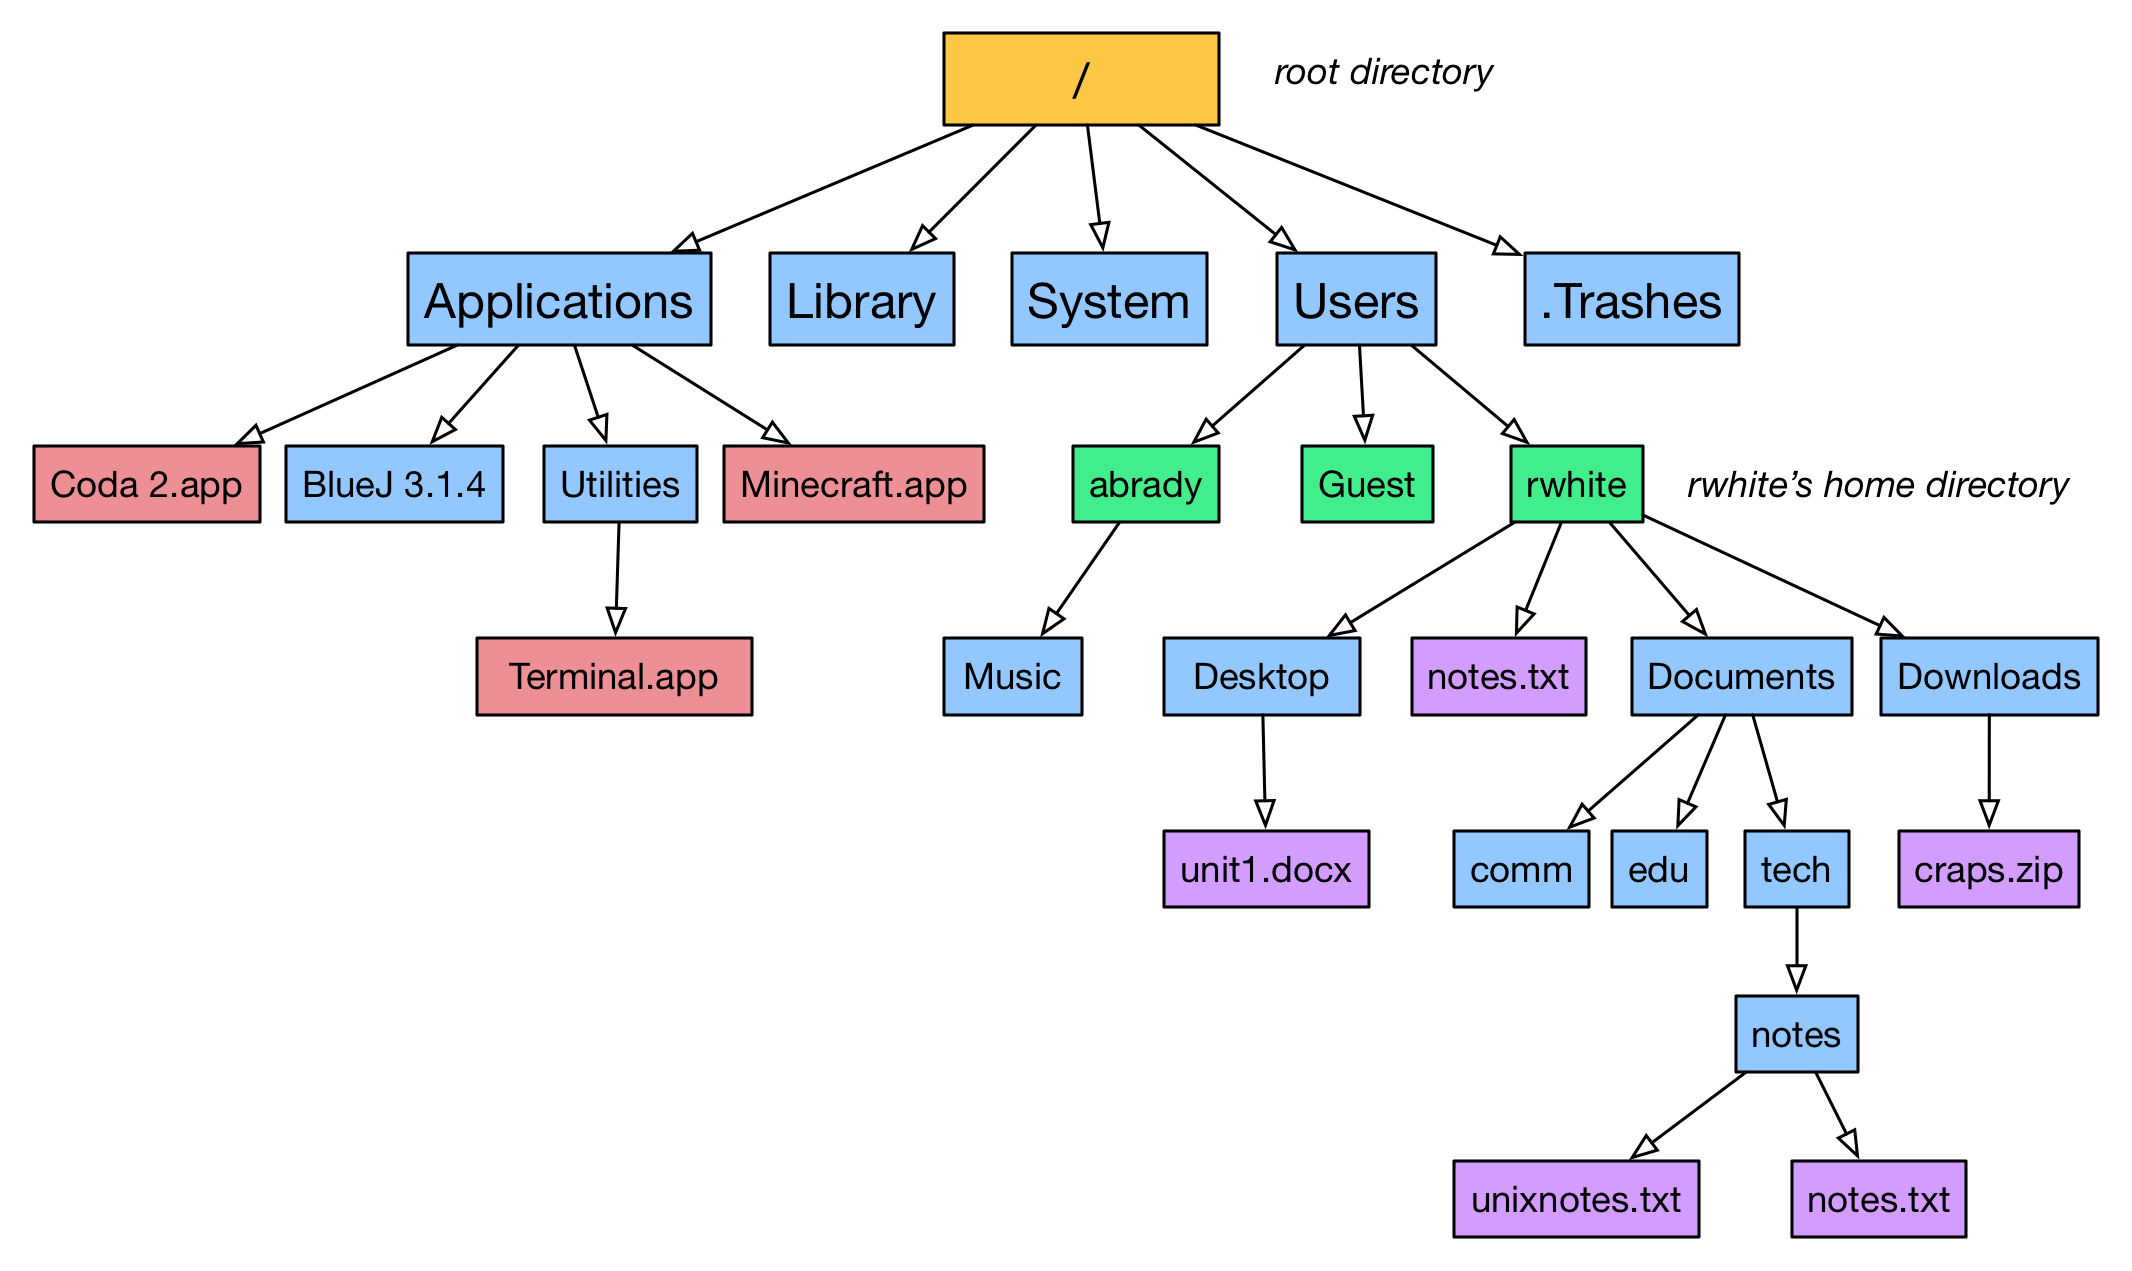 /
root directory
Applications
Library
System
Users
.Trashes
Coda 2.app
BlueJ 3.1.4
Utilities
Minecraft.app
abrady
Guest
rwhite
rwhite’s home directory
Terminal.app
Music
Desktop
notes.txt
Documents
Downloads
unit1.docx
comm
edu
tech
craps.zip
notes
unixnotes.txt
notes.txt